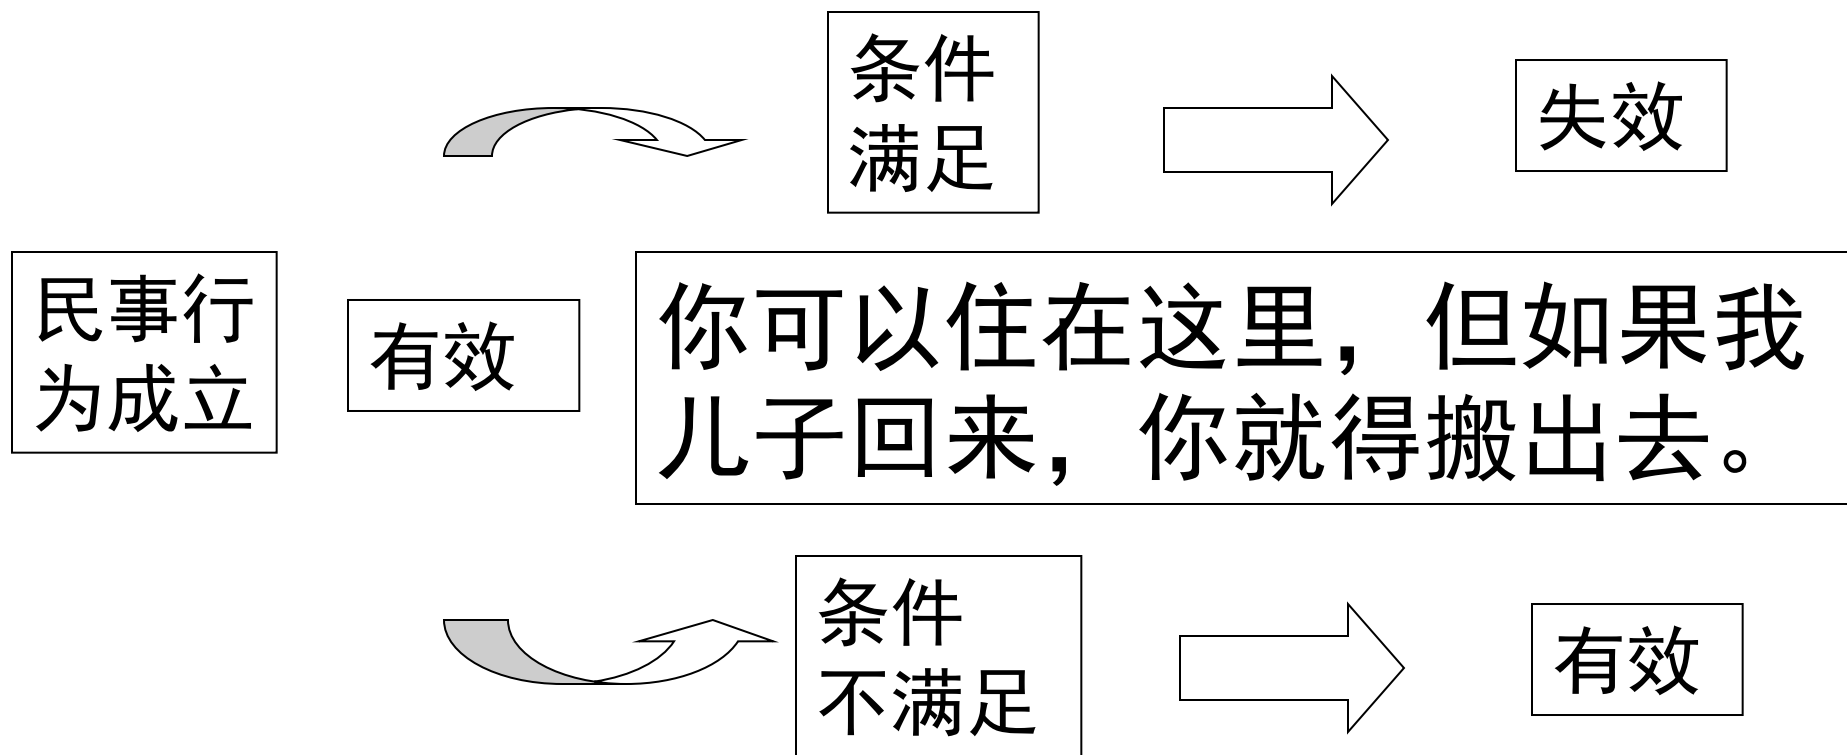 条件
满足
失效
民事行
为成立
有效
你可以住在这里，但如果我
儿子回来，你就得搬出去。
条件
不满足
有效